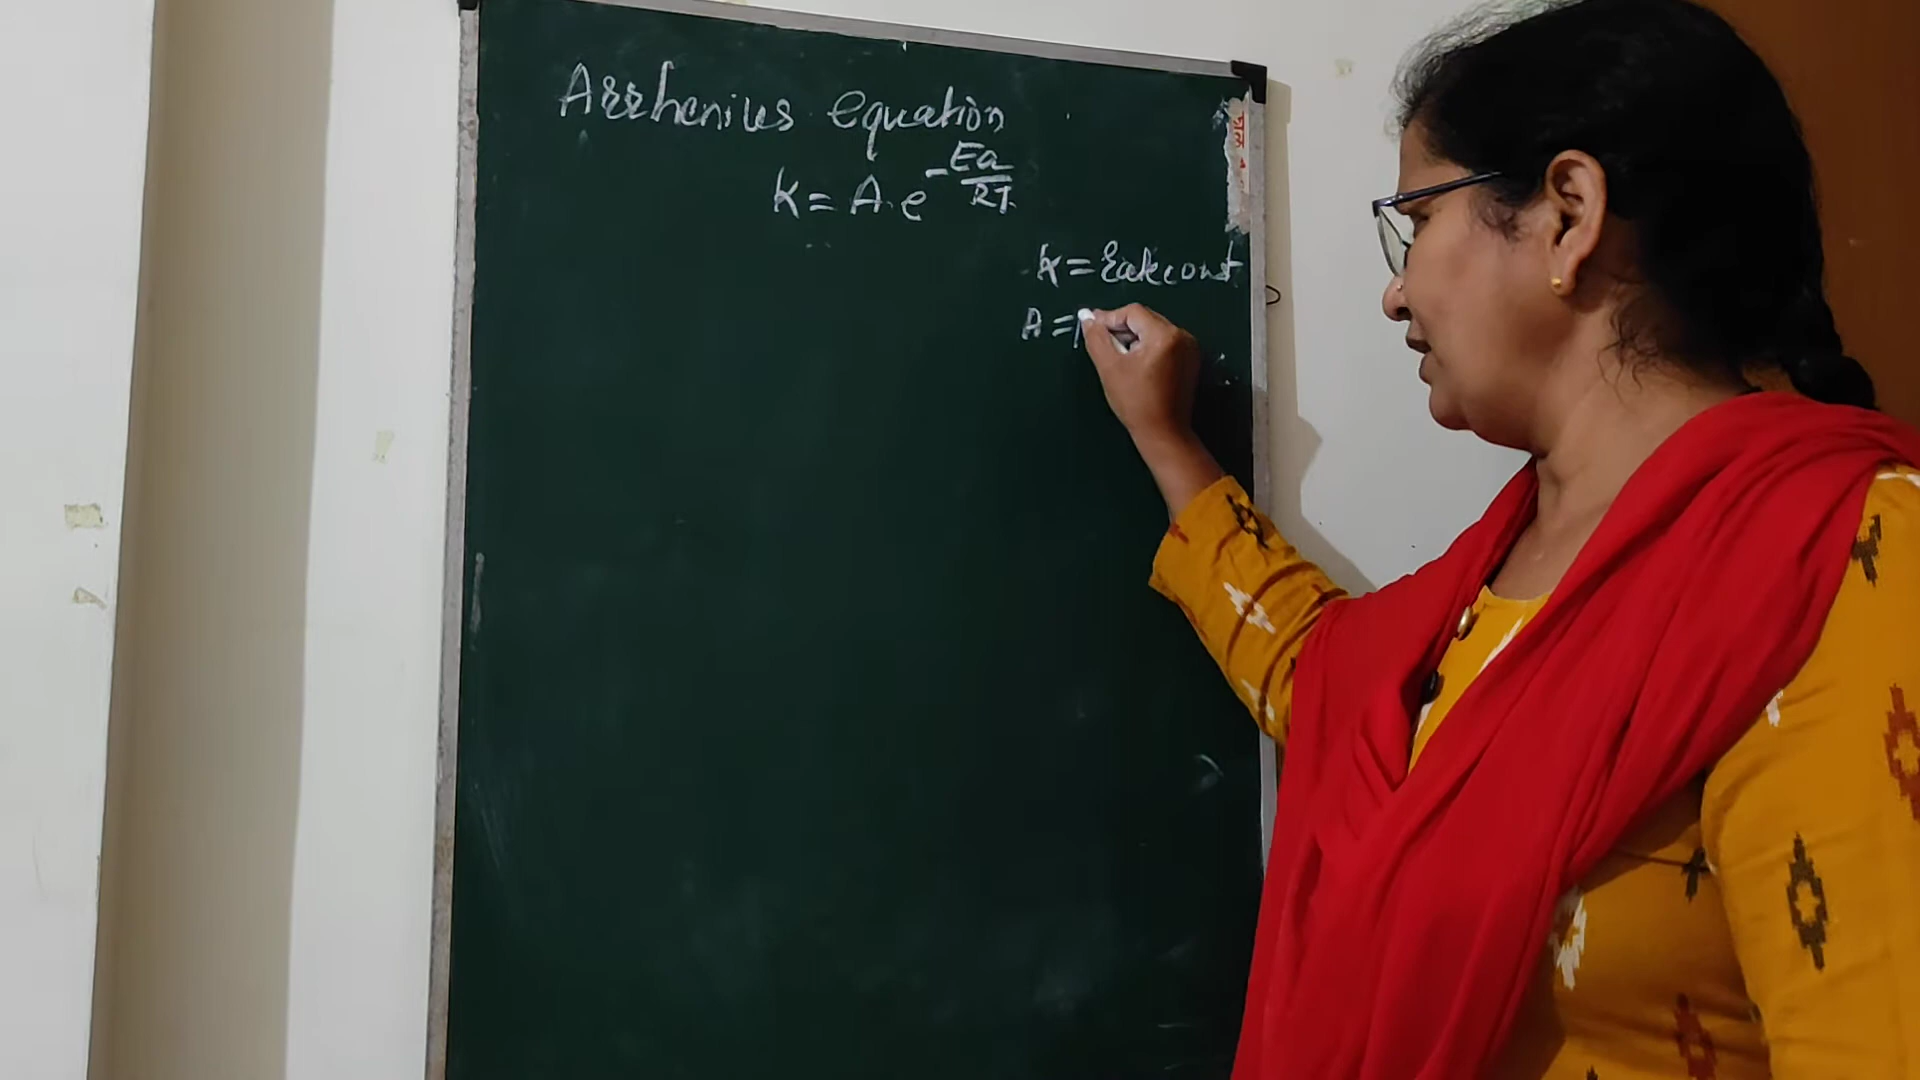 Arrhenius equation
K = A. e^-Ea/RT
K = Rate const
A =